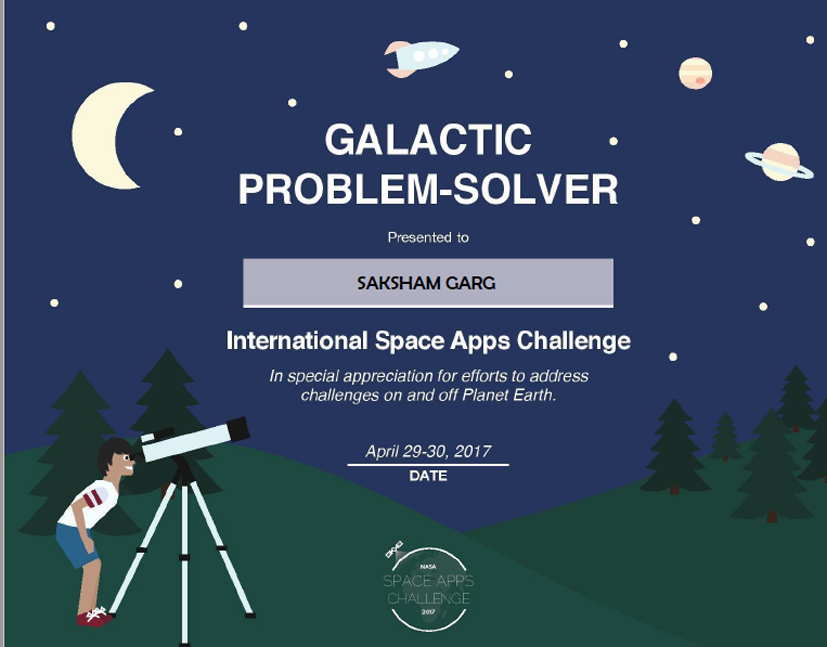 GALACTIC
PROBLEM-SOLVER
Presented to
SAKSHAM GARG
International Space Apps Challenge
In special appreciation for efforts to address
challenges on and off Planet Earth.
April 29-30, 2017
DATE
NASA
SPACE APPS
CHALLENGE
2017